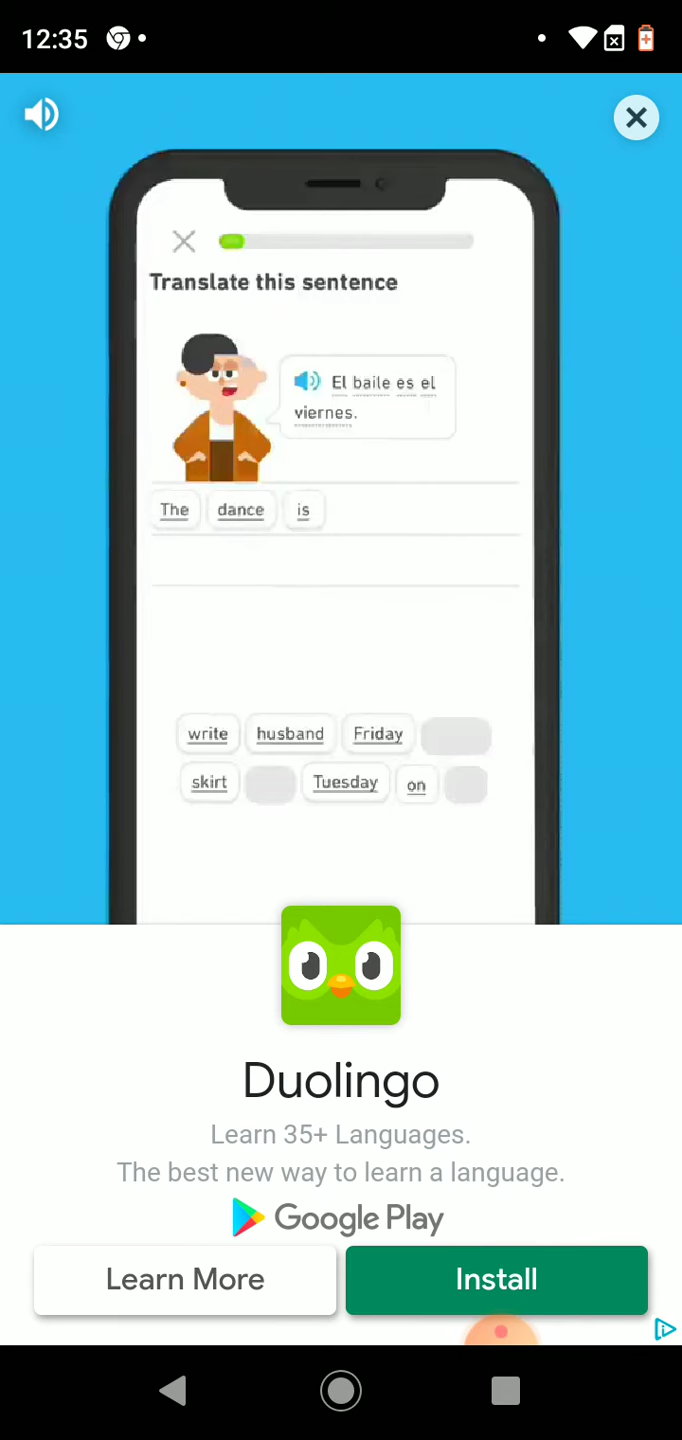 12:35
Translate this sentence
El baile es el
viernes.
The dance is
write husband Friday
skirt Tuesday on
Duolingo
Learn 35+ Languages.
The best new way to learn a language.
Google Play
Learn More Install